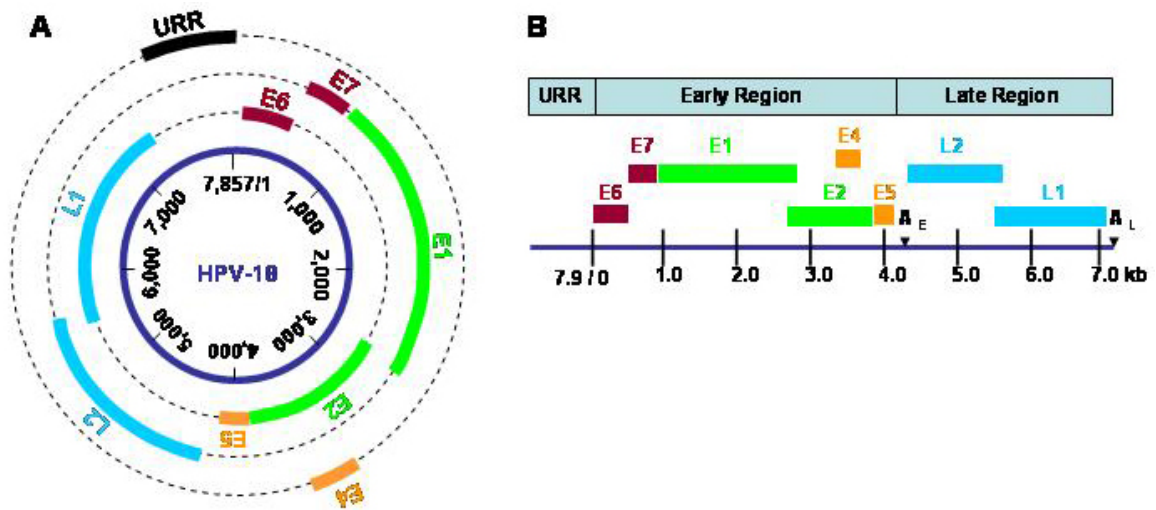 A
URR
E7
E6
E1
L1
7,857/1
1,000
2,000
3,000
4,000
5,000
6,000
7,000
HPV-18
E2
E5
L2
E4
B
URR Early Region Late Region
E7 E1 E4 L2
E6 E2 E5 A E L1 A L
7.9 / 0 1.0 2.0 3.0 4.0 5.0 6.0 7.0 kb